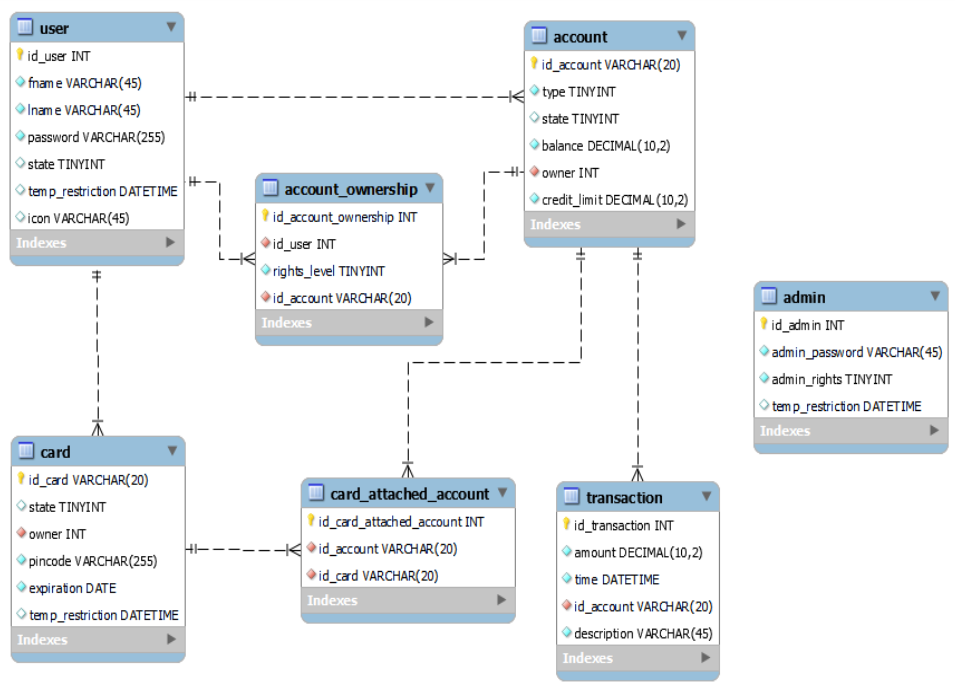 user
id_user INT
fname VARCHAR(45)
lname VARCHAR(45)
password VARCHAR(255)
state TINYINT
temp_restriction DATETIME
icon VARCHAR(45)
Indexes
account
id_account VARCHAR(20)
type TINYINT
state TINYINT
balance DECIMAL(10,2)
owner INT
credit_limit DECIMAL(10,2)
Indexes
account_ownership
id_account_ownership INT
id_user INT
rights_level TINYINT
id_account VARCHAR(20)
Indexes
admin
id_admin INT
admin_password VARCHAR(45)
admin_rights TINYINT
temp_restriction DATETIME
Indexes
card
id_card VARCHAR(20)
state TINYINT
owner INT
pincode VARCHAR(255)
expiration DATE
temp_restriction DATETIME
Indexes
card_attached_account
id_card_attached_account INT
id_account VARCHAR(20)
id_card VARCHAR(20)
Indexes
transaction
id_transaction INT
amount DECIMAL(10,2)
time DATETIME
id_account VARCHAR(20)
description VARCHAR(45)
Indexes